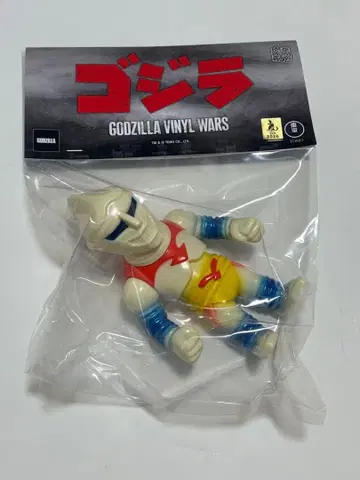 ゴジラ
GODZILLA VINYL WARS
TM & © TOHO CO., LTD.
GODZILLA